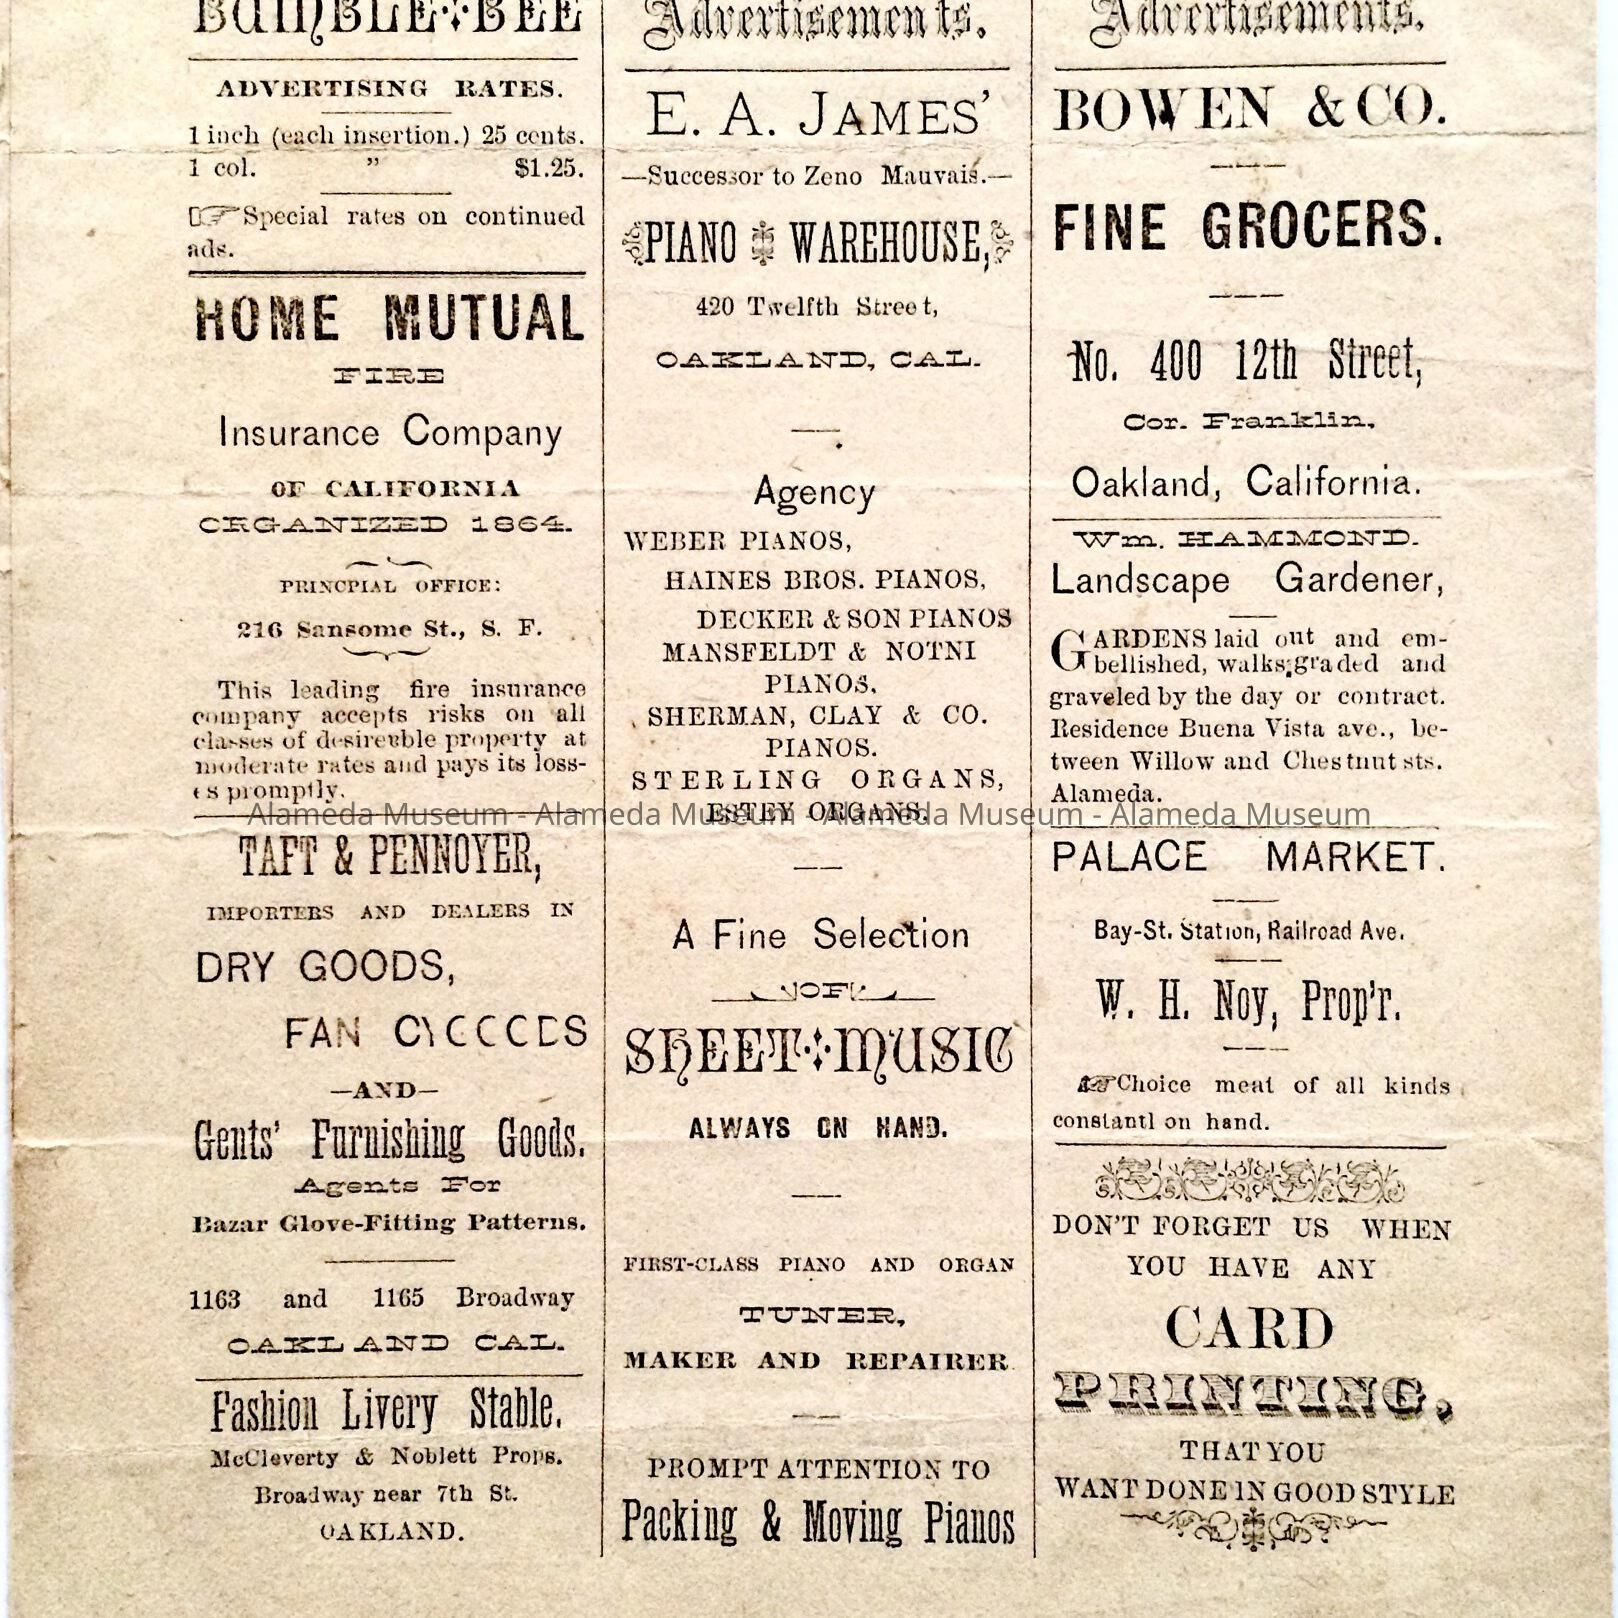 BUMBLE BEE
ADVERTISING RATES.
1 inch (each insertion.) 25 cents.
1 col. " $1.25.
☞Special rates on continued
ads.
HOME MUTUAL
FIRE
Insurance Company
OF CALIFORNIA
ORGANIZED 1864.
PRINCPIAL OFFICE:
216 Sansome St., S. F.
This leading fire insurance
company accepts risks on all
classes of desireuble property at
moderate rates and pays its loss-
es promptly.
TAFT & PENNOYER,
IMPORTERS AND DEALERS IN
DRY GOODS,
FAN CY GOODS
—AND—
Gents' Furnishing Goods.
Agents For
Bazar Glove-Fitting Patterns.
1163 and 1165 Broadway
OAKLAND CAL.
Fashion Livery Stable.
McCleverty & Noblett Props.
Broadway near 7th St.
OAKLAND.
Advertisements.
E. A. JAMES'
—Successor to Zeno Mauvais.—
PIANO WAREHOUSE,
420 Twelfth Street,
OAKLAND, CAL.
Agency
WEBER PIANOS,
HAINES BROS. PIANOS,
DECKER & SON PIANOS
MANSFELDT & NOTNI
PIANOS.
SHERMAN, CLAY & CO.
PIANOS.
STERLING ORGANS,
ESTEY ORGANS.
A Fine Selection
OF
SHEET MUSIC
ALWAYS ON HAND.
FIRST-CLASS PIANO AND ORGAN
TUNER,
MAKER AND REPAIRER
PROMPT ATTENTION TO
Packing & Moving Pianos
Advertisements.
BOWEN & CO.
FINE GROCERS.
No. 400 12th Street,
Cor. Franklin.
Oakland, California.
Wm. HAMMOND.
Landscape Gardener,
GARDENS laid out and em-
bellished, walks graded and
graveled by the day or contract.
Residence Buena Vista ave., be-
tween Willow and Chestnut sts.
Alameda.
PALACE MARKET.
Bay-St. Station, Railroad Ave.
W. H. Noy, Prop'r.
☞Choice meat of all kinds
constantl on hand.
DON'T FORGET US WHEN
YOU HAVE ANY
CARD
PRINTING,
THAT YOU
WANT DONE IN GOOD STYLE
Alameda Museum - Alameda Museum - Alameda Museum - Alameda Museum